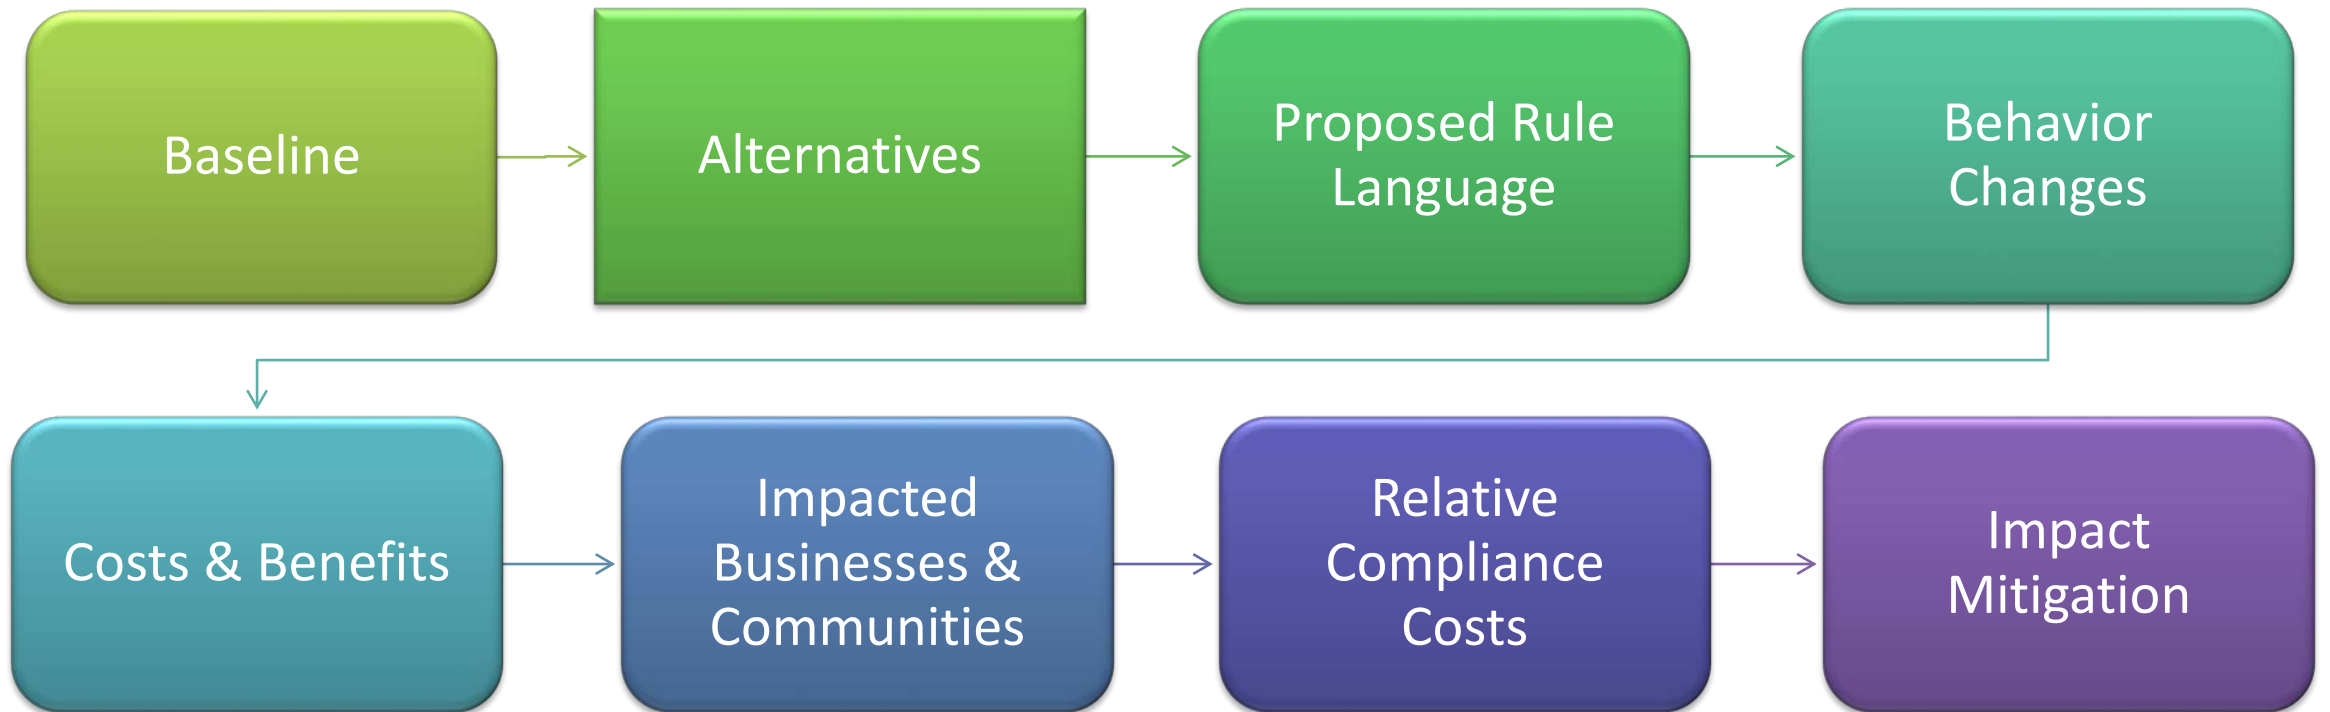 Baseline
Alternatives
Proposed Rule
Language
Behavior
Changes
Costs & Benefits
Impacted
Businesses &
Communities
Relative
Compliance
Costs
Impact
Mitigation